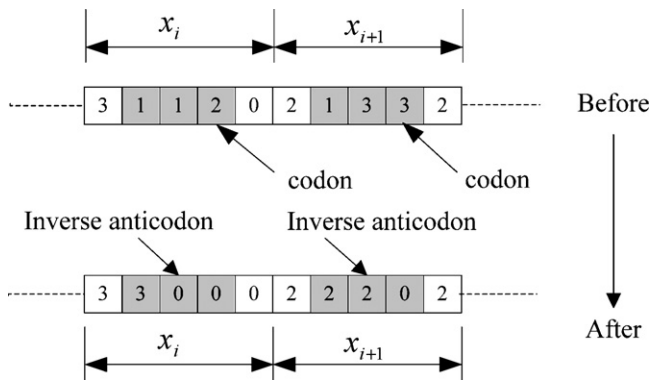 x_i x_{i+1}
3 1 1 2 0 2 1 3 3 2 Before
codon codon
Inverse anticodon Inverse anticodon
3 3 0 0 0 2 2 2 0 2
After
x_i x_{i+1}